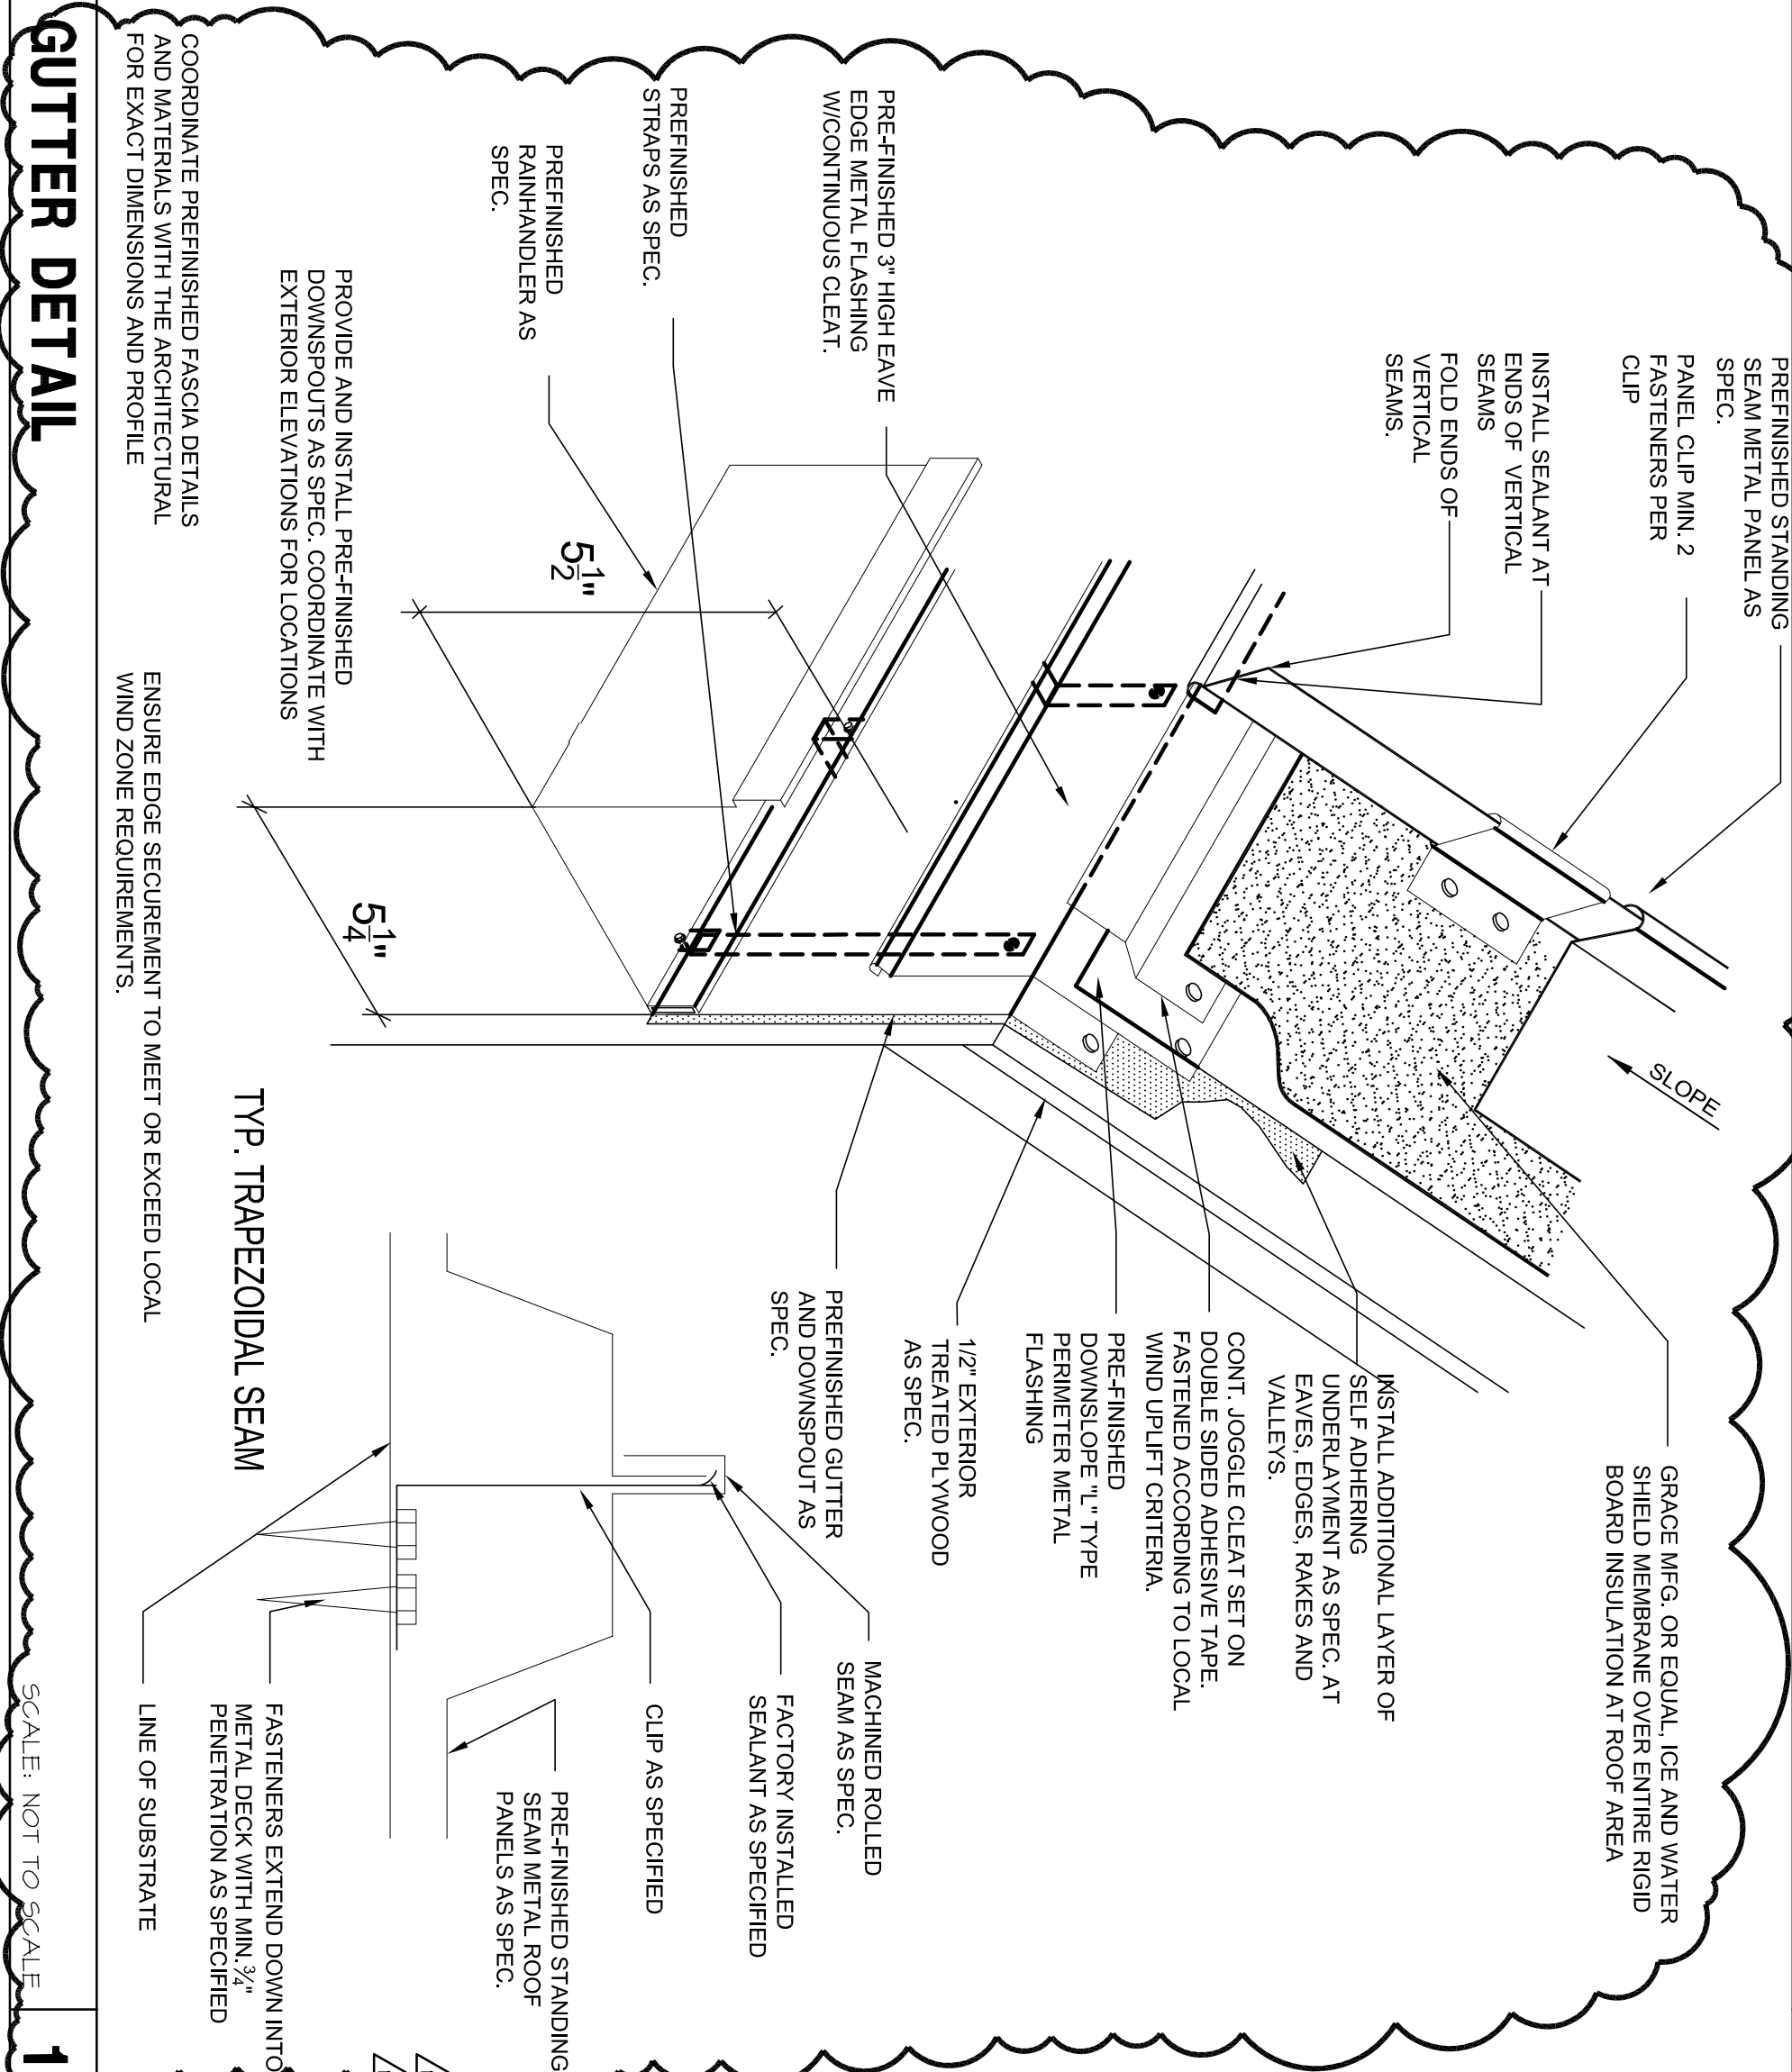 PREFINISHED STANDING
SEAM METAL PANEL AS
SPEC.
PANEL CLIP MIN. 2
FASTENERS PER
CLIP
INSTALL SEALANT AT
ENDS OF VERTICAL
SEAMS
FOLD ENDS OF
VERTICAL
SEAMS.
PRE-FINISHED 3" HIGH EAVE
EDGE METAL FLASHING
W/CONTINUOUS CLEAT.
PREFINISHED
STRAPS AS SPEC.
PREFINISHED
RAINHANDLER AS
SPEC.
PROVIDE AND INSTALL PRE-FINISHED
DOWNSPOUTS AS SPEC. COORDINATE WITH
EXTERIOR ELEVATIONS FOR LOCATIONS
COORDINATE PREFINISHED FASCIA DETAILS
AND MATERIALS WITH THE ARCHITECTURAL
FOR EXACT DIMENSIONS AND PROFILE
5 1/2"
5 1/4"
ENSURE EDGE SECUREMENT TO MEET OR EXCEED LOCAL
WIND ZONE REQUIREMENTS.
SLOPE
GRACE MFG. OR EQUAL, ICE AND WATER
SHIELD MEMBRANE OVER ENTIRE RIGID
BOARD INSULATION AT ROOF AREA
INSTALL ADDITIONAL LAYER OF
SELF ADHERING
UNDERLAYMENT AS SPEC. AT
EAVES, EDGES, RAKES AND
VALLEYS.
CONT. JOGGLE CLEAT SET ON
DOUBLE SIDED ADHESIVE TAPE.
FASTENED ACCORDING TO LOCAL
WIND UPLIFT CRITERIA.
PRE-FINISHED
DOWNSLOPE "L" TYPE
PERIMETER METAL
FLASHING
1/2" EXTERIOR
TREATED PLYWOOD
AS SPEC.
PREFINISHED GUTTER
AND DOWNSPOUT AS
SPEC.
MACHINED ROLLED
SEAM AS SPEC.
FACTORY INSTALLED
SEALANT AS SPECIFIED
CLIP AS SPECIFIED
PRE-FINISHED STANDING
SEAM METAL ROOF
PANELS AS SPEC.
FASTENERS EXTEND DOWN INTO
METAL DECK WITH MIN. 3/4"
PENETRATION AS SPECIFIED
LINE OF SUBSTRATE
TYP. TRAPEZOIDAL SEAM
GUTTER DETAIL
SCALE: NOT TO SCALE
1